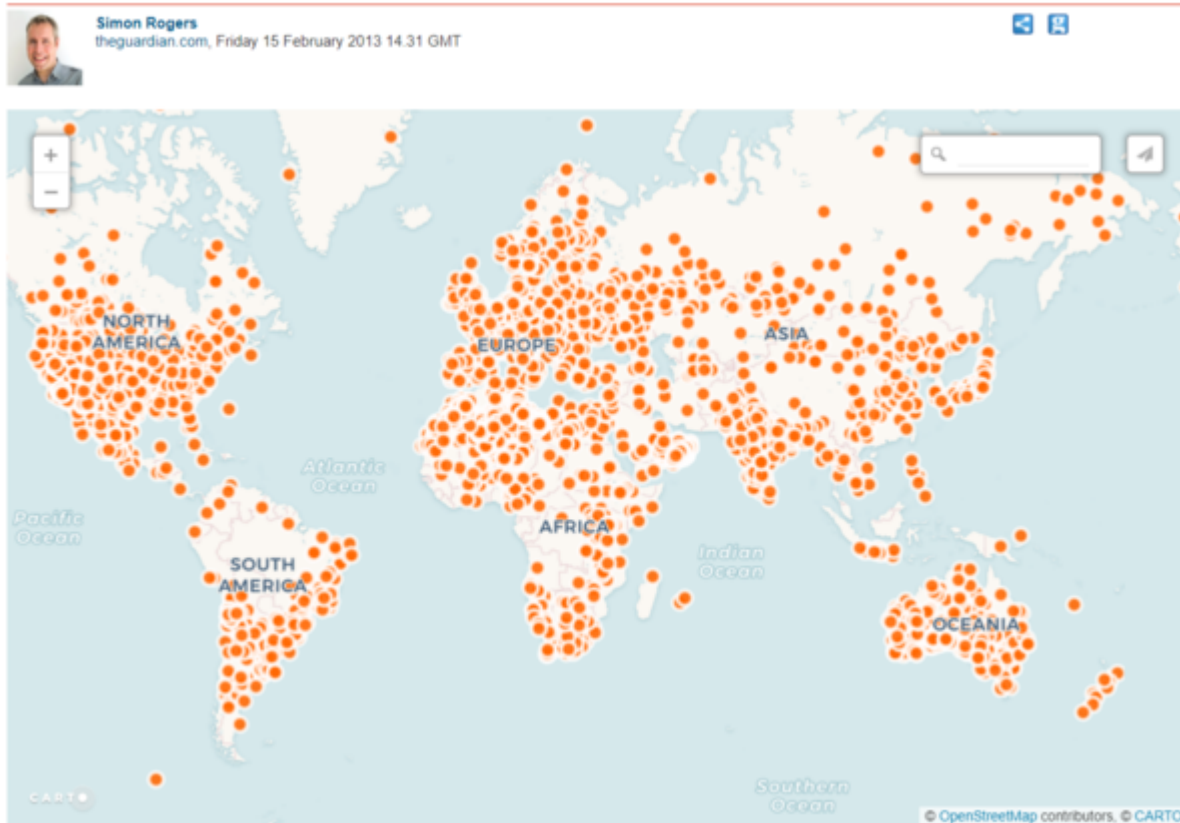 Simon Rogers
theguardian.com, Friday 15 February 2013 14.31 GMT
+
−
NORTH
AMERICA
EUROPE
ASIA
Atlantic
Ocean
Pacific
Ocean
AFRICA
SOUTH
AMERICA
Indian
Ocean
OCEANIA
Southern
Ocean
CARTO
© OpenStreetMap contributors, © CARTO